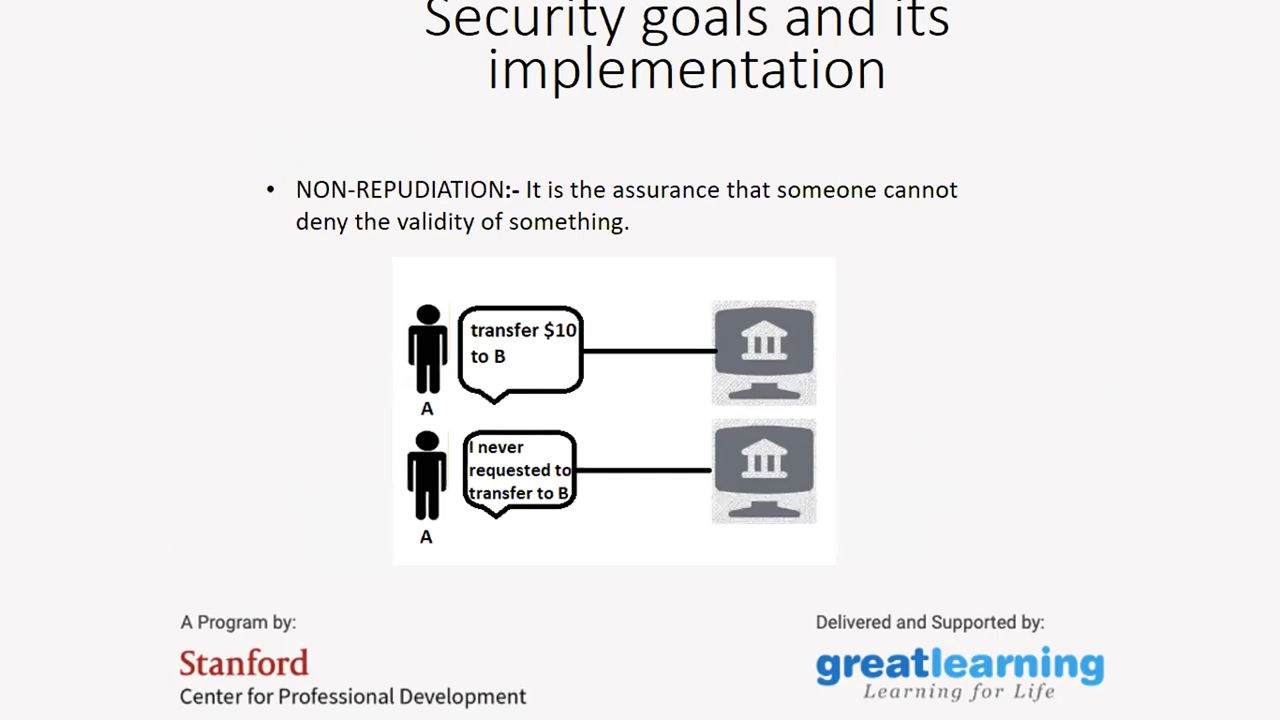 Security goals and its
implementation
• NON-REPUDIATION:- It is the assurance that someone cannot
deny the validity of something.
transfer $10
to B
A
I never
requested to
transfer to B
A
A Program by:
Stanford
Center for Professional Development
Delivered and Supported by:
greatlearning
Learning for Life